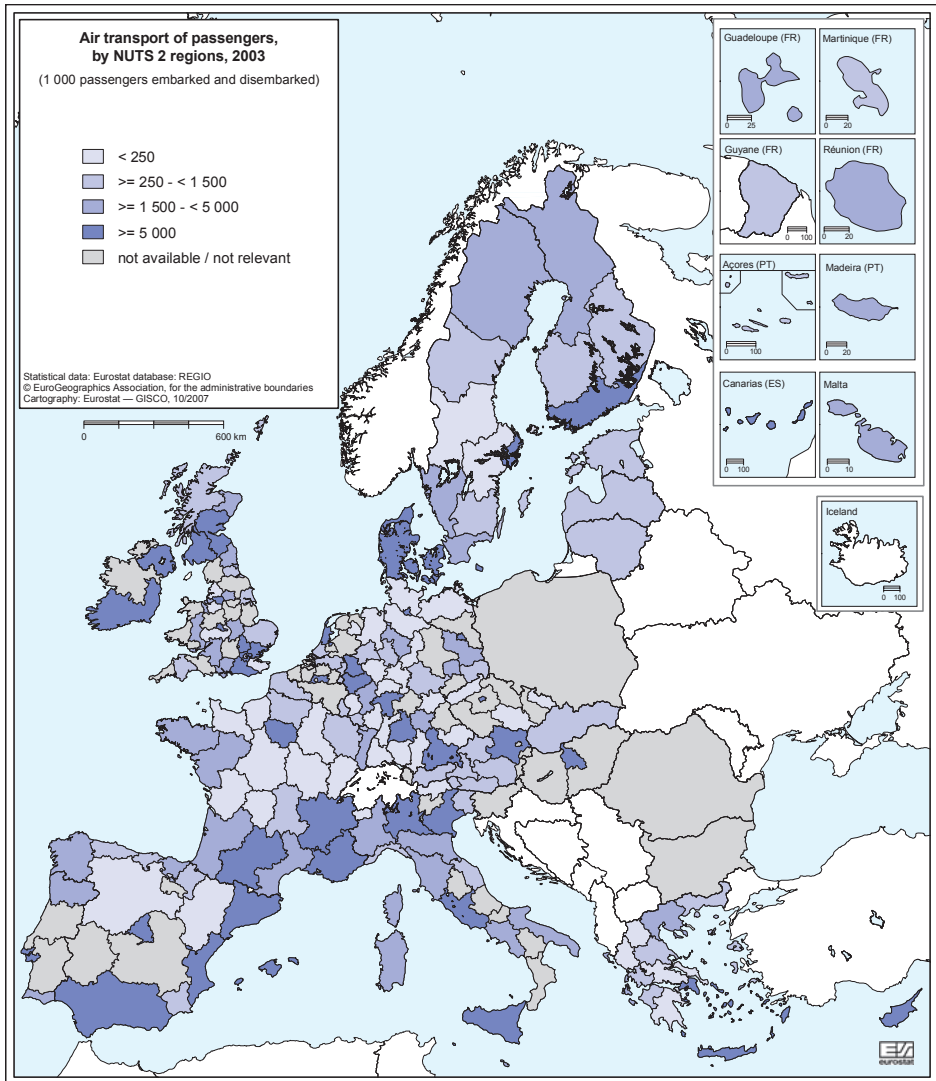 Air transport of passengers,
by NUTS 2 regions, 2003
(1 000 passengers embarked and disembarked)
< 250
>= 250 - < 1 500
>= 1 500 - < 5 000
>= 5 000
not available / not relevant
Statistical data: Eurostat database: REGIO
© EuroGeographics Association, for the administrative boundaries
Cartography: Eurostat — GISCO, 10/2007
0 600 km
Guadeloupe (FR)
0 25
Martinique (FR)
0 20
Guyane (FR)
0 100
Réunion (FR)
0 20
Açores (PT)
0 100
Madeira (PT)
0 20
Canarias (ES)
0 100
Malta
0 10
Iceland
0 100
eurostat